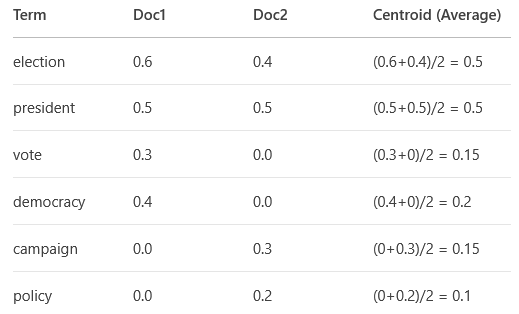 Term Doc1 Doc2 Centroid (Average)
election 0.6 0.4 (0.6+0.4)/2 = 0.5
president 0.5 0.5 (0.5+0.5)/2 = 0.5
vote 0.3 0.0 (0.3+0)/2 = 0.15
democracy 0.4 0.0 (0.4+0)/2 = 0.2
campaign 0.0 0.3 (0+0.3)/2 = 0.15
policy 0.0 0.2 (0+0.2)/2 = 0.1